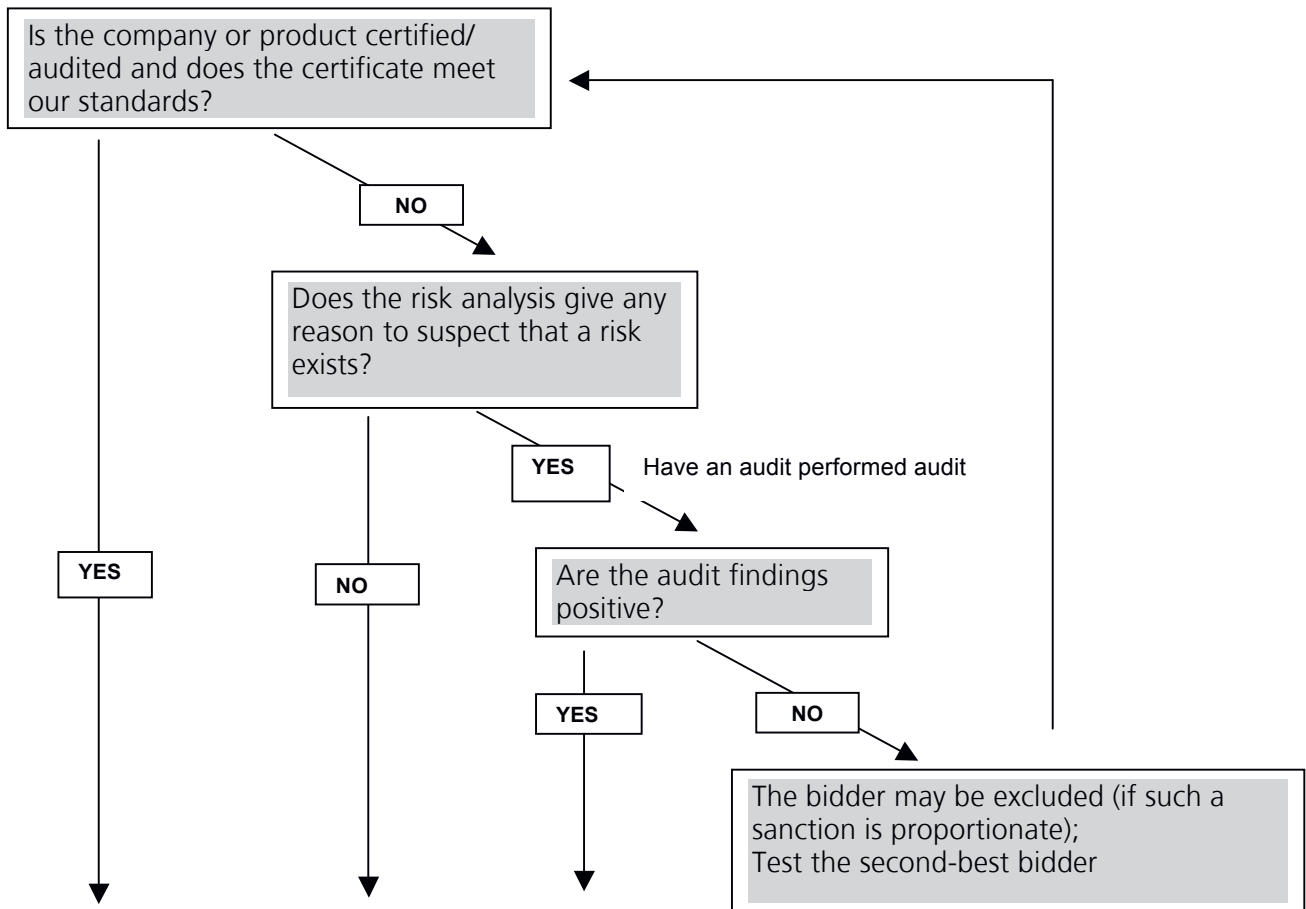 Is the company or product certified/
audited and does the certificate meet
our standards?
NO
Does the risk analysis give any
reason to suspect that a risk
exists?
YES
Have an audit performed audit
YES
NO
Are the audit findings
positive?
YES
NO
The bidder may be excluded (if such a
sanction is proportionate);
Test the second-best bidder